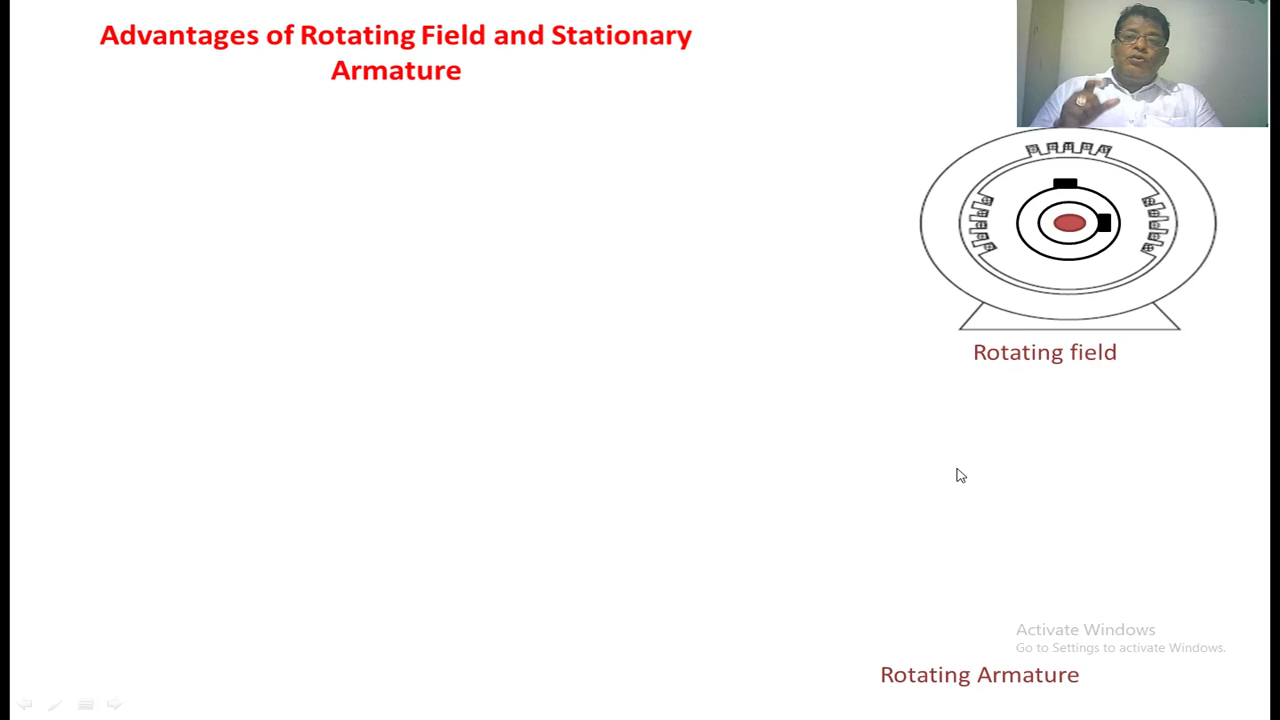 Advantages of Rotating Field and Stationary
Armature
Rotating field
Activate Windows
Go to Settings to activate Windows.
Rotating Armature